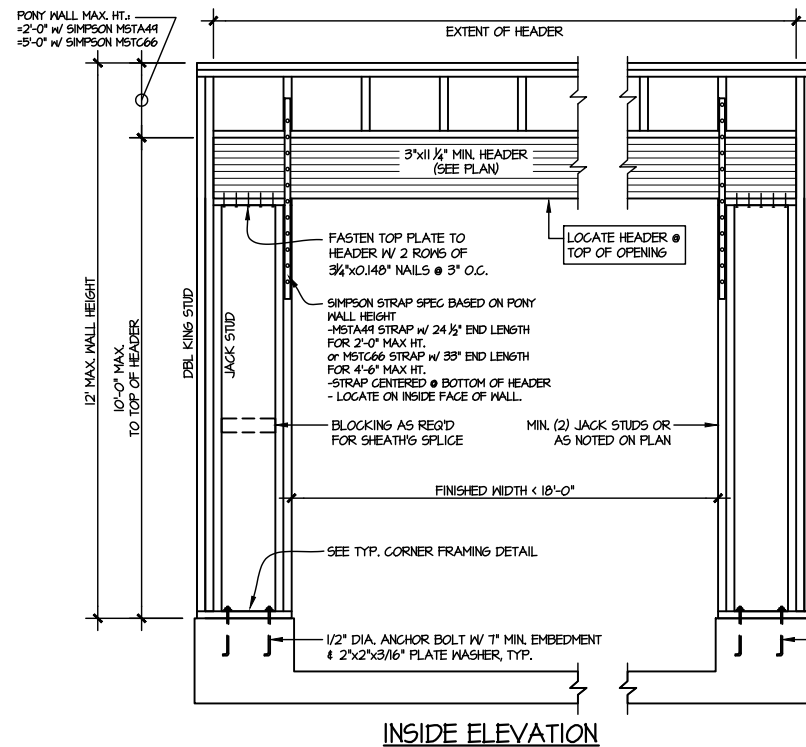 PONY WALL MAX. HT.:
=2'-0" W/ SIMPSON MSTA49
=5'-0" W/ SIMPSON MSTC66
EXTENT OF HEADER
3"x11 1/4" MIN. HEADER
(SEE PLAN)
FASTEN TOP PLATE TO
HEADER W/ 2 ROWS OF
3 1/4"x0.148" NAILS @ 3" O.C.
LOCATE HEADER @
TOP OF OPENING
SIMPSON STRAP SPEC BASED ON PONY
WALL HEIGHT
-MSTA49 STRAP W/ 24 1/2" END LENGTH
FOR 2'-0" MAX HT.
or MSTC66 STRAP W/ 33" END LENGTH
FOR 4'-6" MAX HT.
-STRAP CENTERED @ BOTTOM OF HEADER
- LOCATE ON INSIDE FACE OF WALL.
12' MAX. WALL HEIGHT
10'-0" MAX.
TO TOP OF HEADER
DBL KING STUD
JACK STUD
BLOCKING AS REQ'D
FOR SHEATH'G SPLICE
MIN. (2) JACK STUDS OR
AS NOTED ON PLAN
FINISHED WIDTH < 18'-0"
SEE TYP. CORNER FRAMING DETAIL
1/2" DIA. ANCHOR BOLT W/ 7" MIN. EMBEDMENT
& 2"x2"x3/16" PLATE WASHER, TYP.
INSIDE ELEVATION